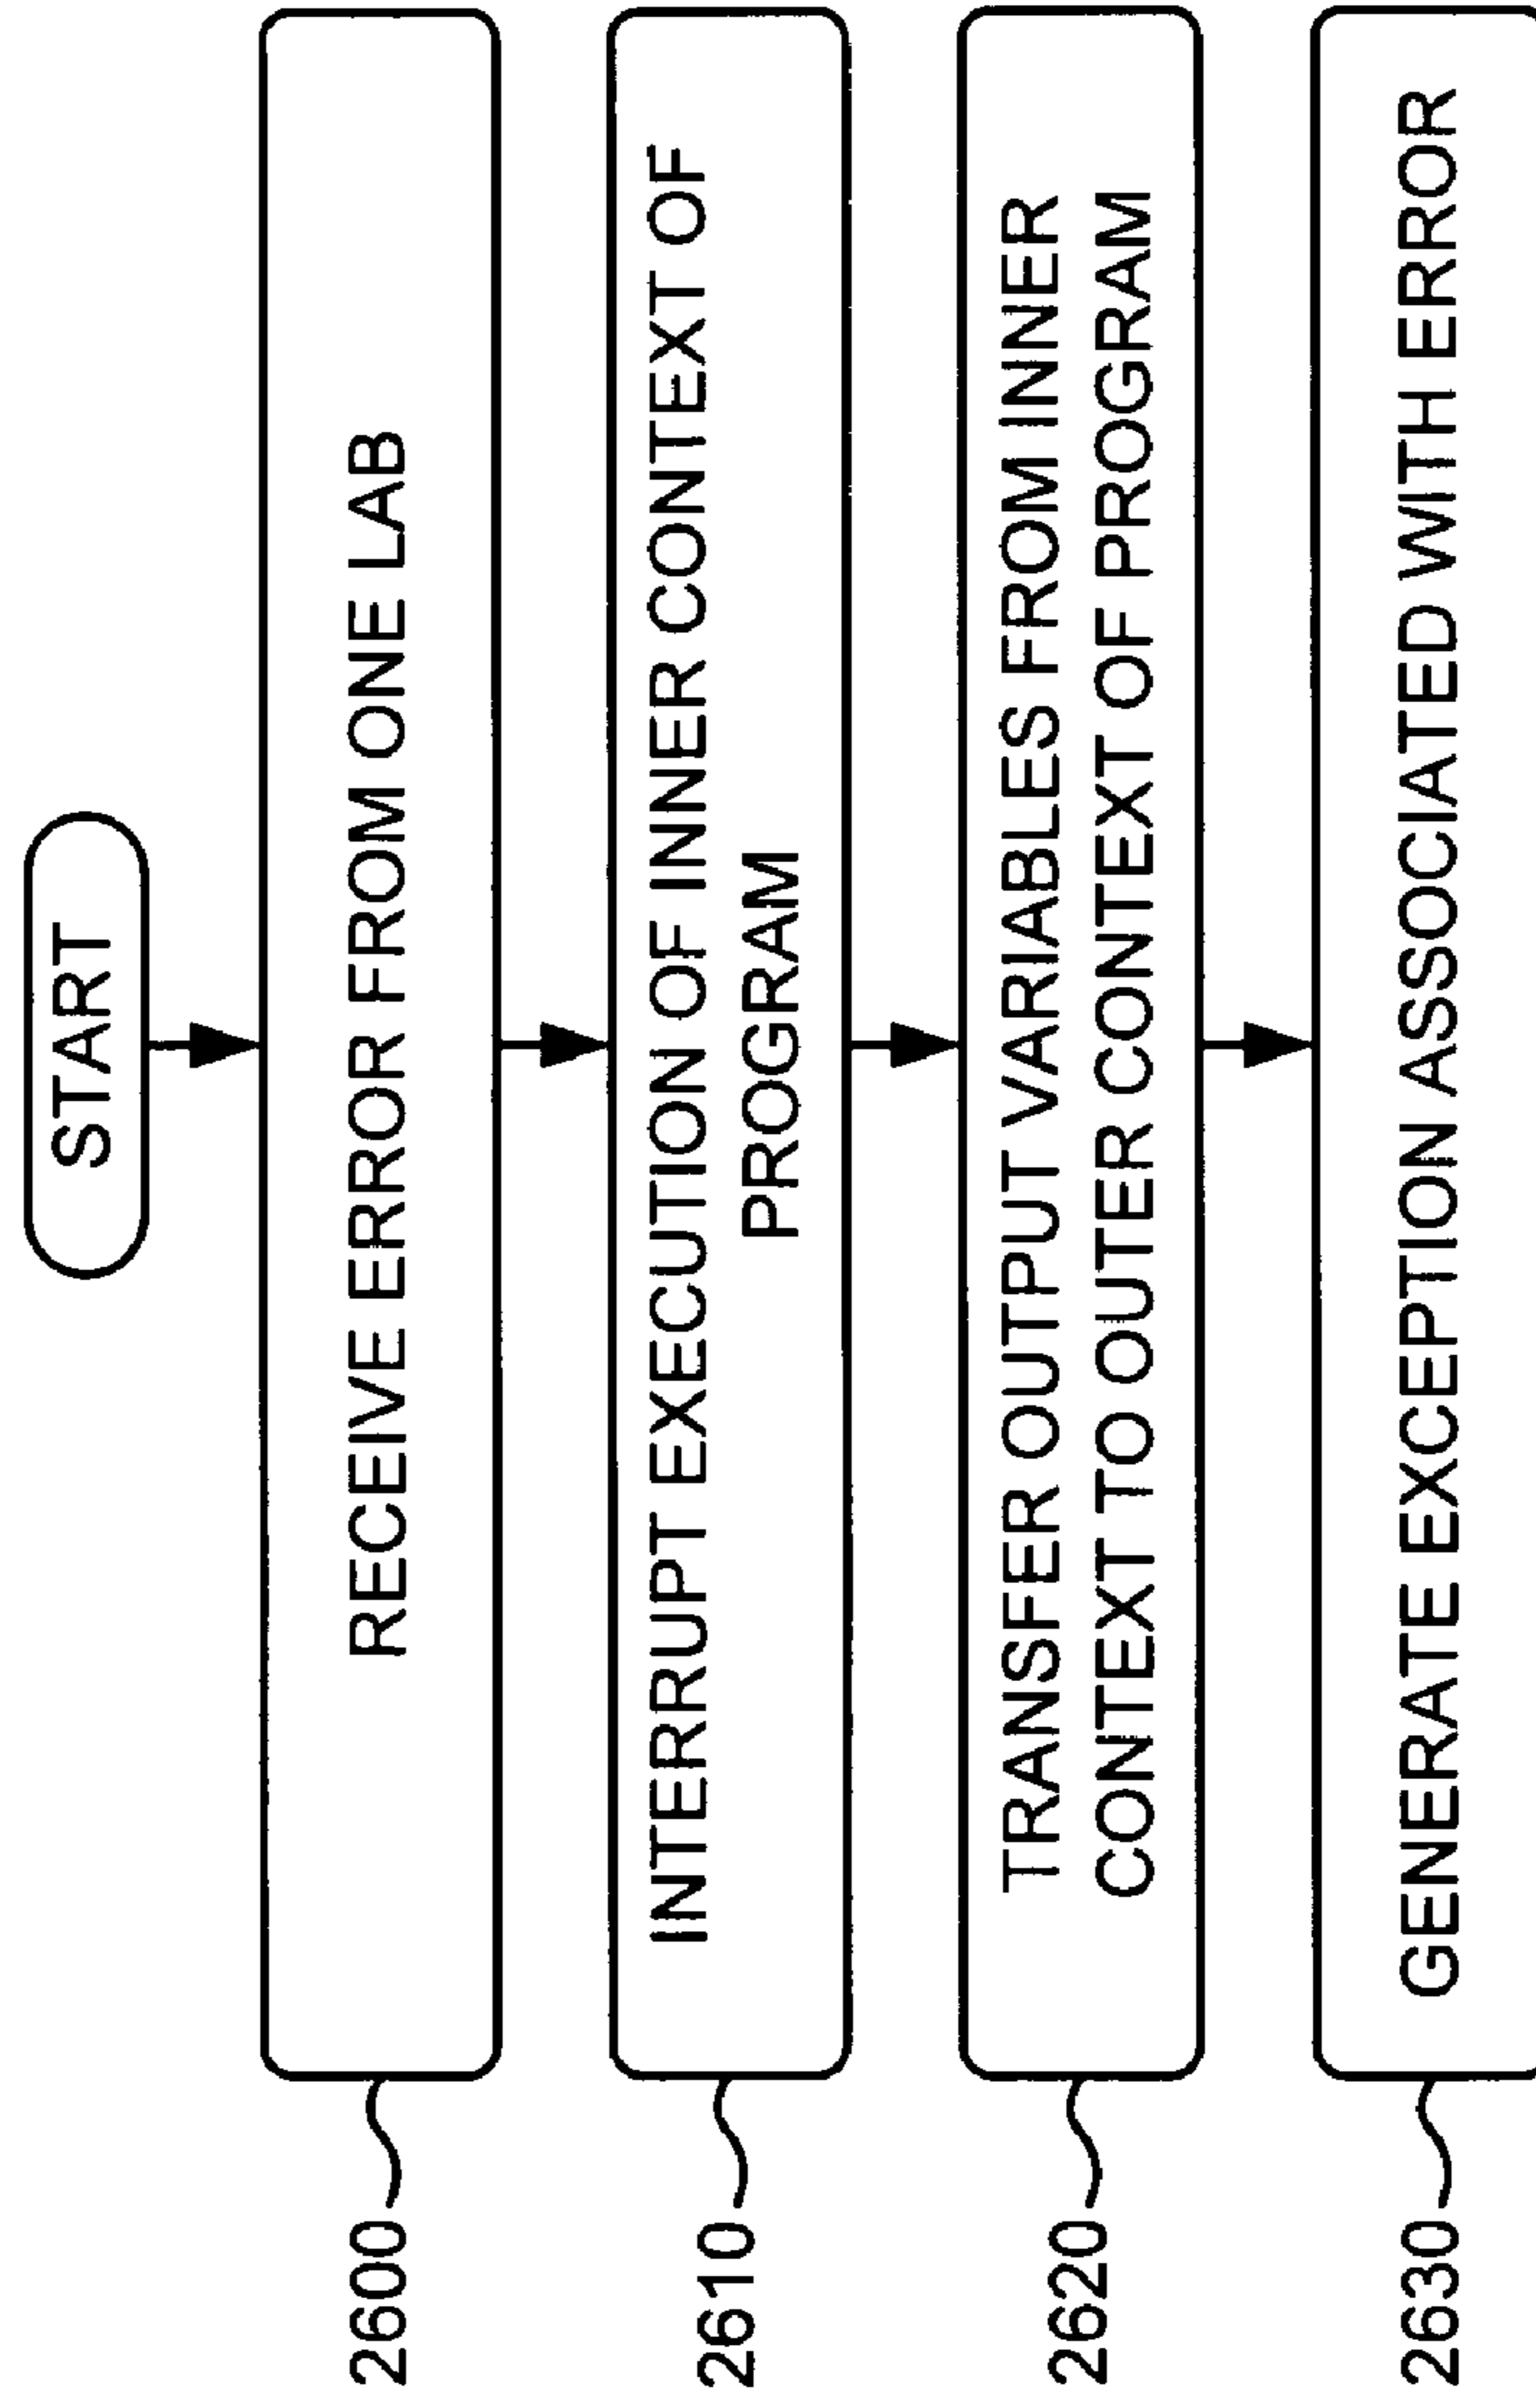 START
2600
RECEIVE ERROR FROM ONE LAB
2610
INTERRUPT EXECUTION OF INNER CONTEXT OF
PROGRAM
2620
TRANSFER OUTPUT VARIABLES FROM INNER
CONTEXT TO OUTER CONTEXT OF PROGRAM
2630
GENERATE EXCEPTION ASSOCIATED WITH ERROR